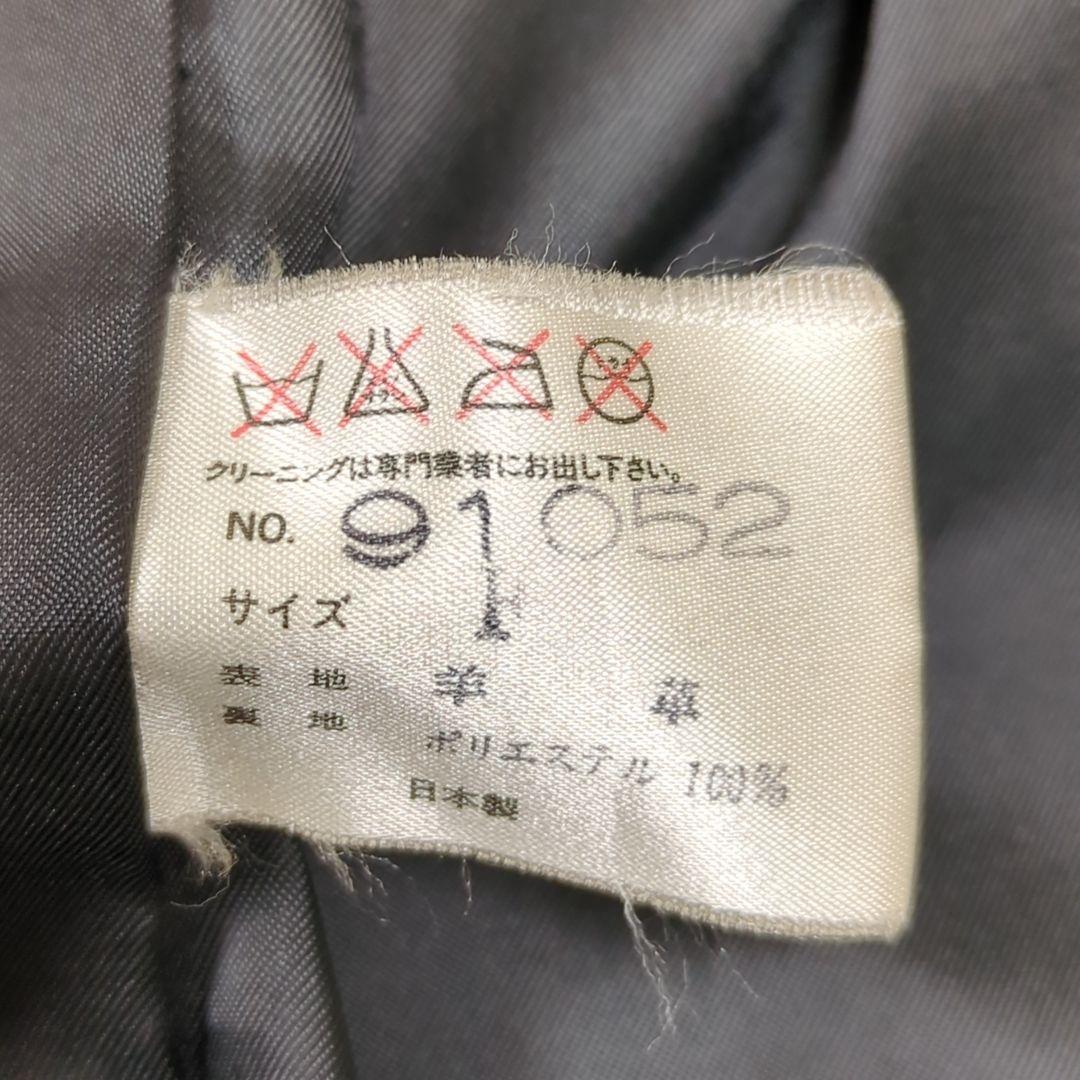 クリーニングは専門業者にお出し下さい。
NO. 91052
サイズ
表地 羊革
裏地 ポリエステル 100%
日本製